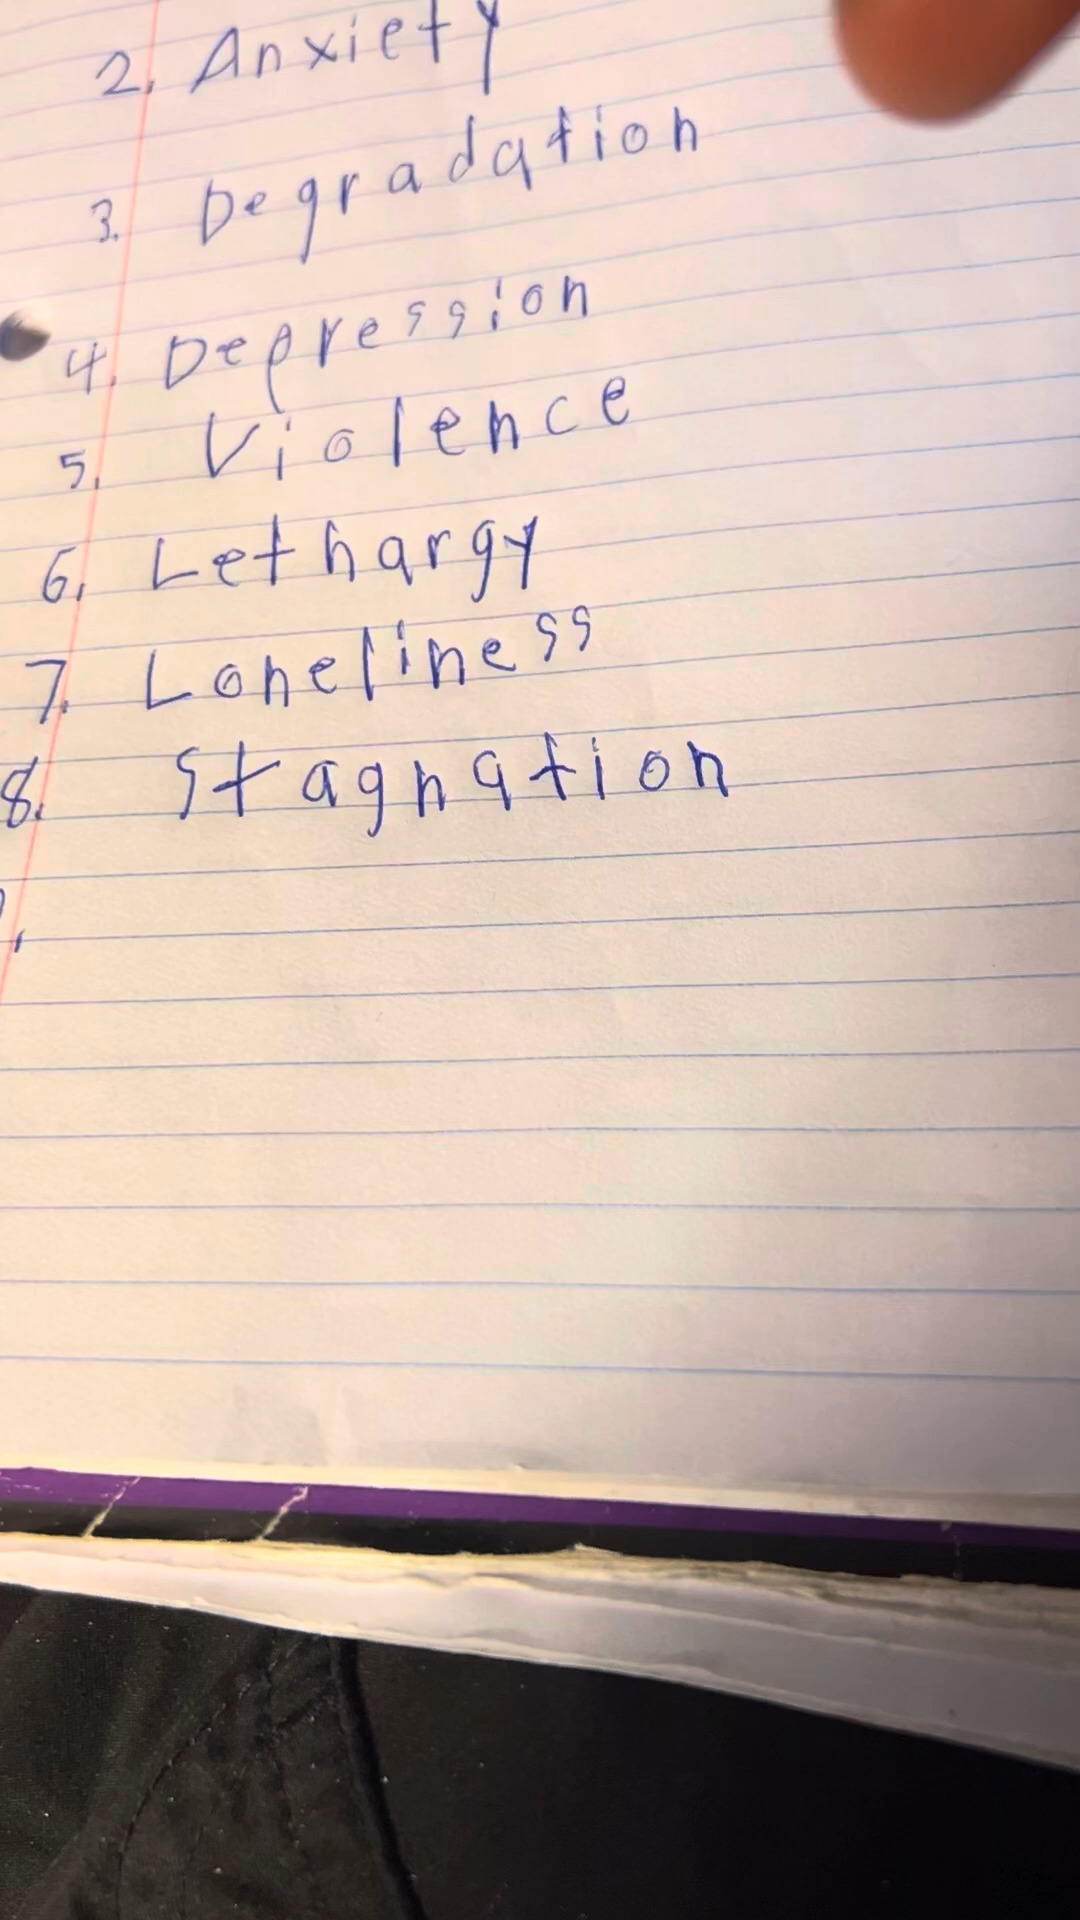 2. Anxiety
3. Degradation
4. Depression
5. Violence
6. Lethargy
7. Loneliness
8. Stagnation